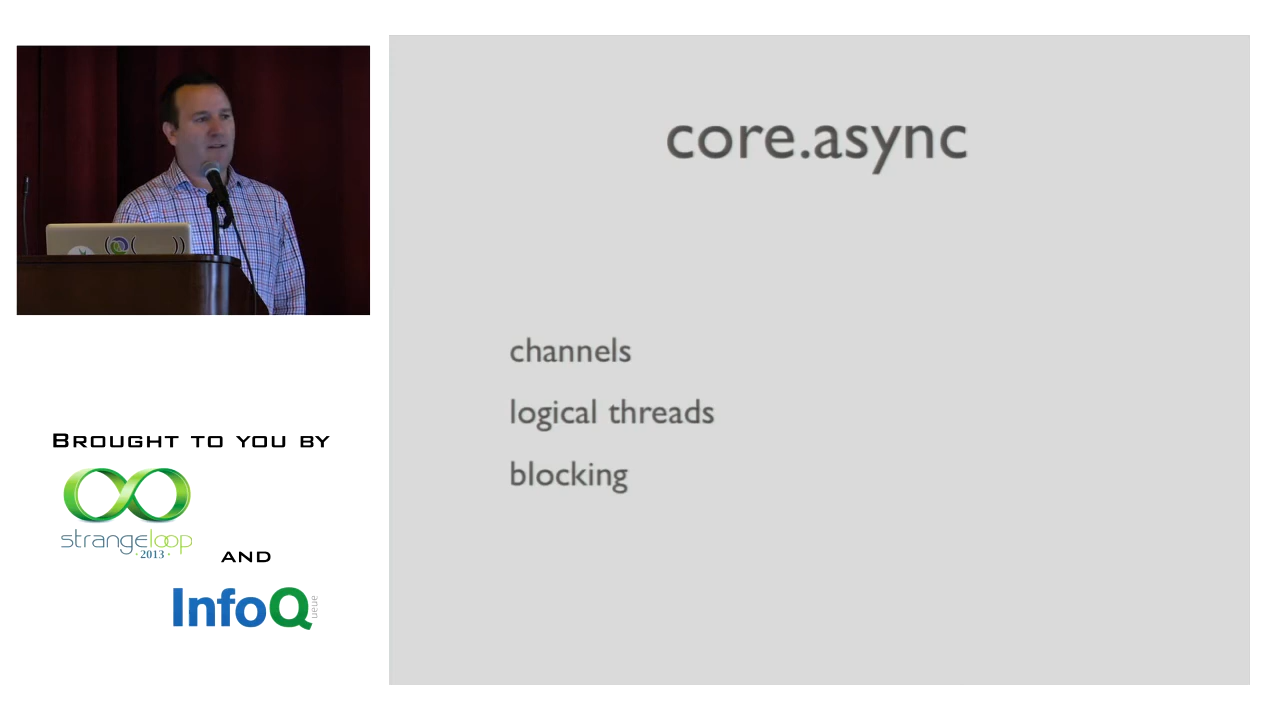 core.async
channels
logical threads
blocking
BROUGHT TO YOU BY
strangeloop
· 2013 ·
AND
InfoQ